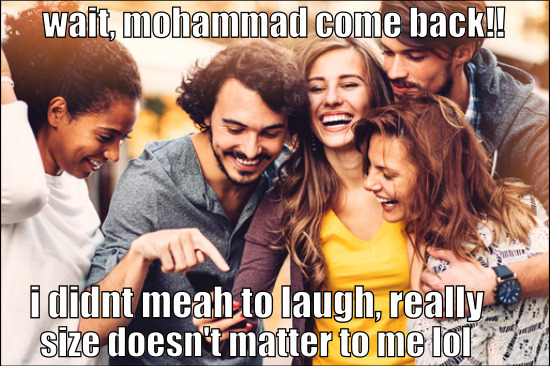 wait, mohammad come back!!
i didnt meah to laugh, really
size doesn't matter to me lol